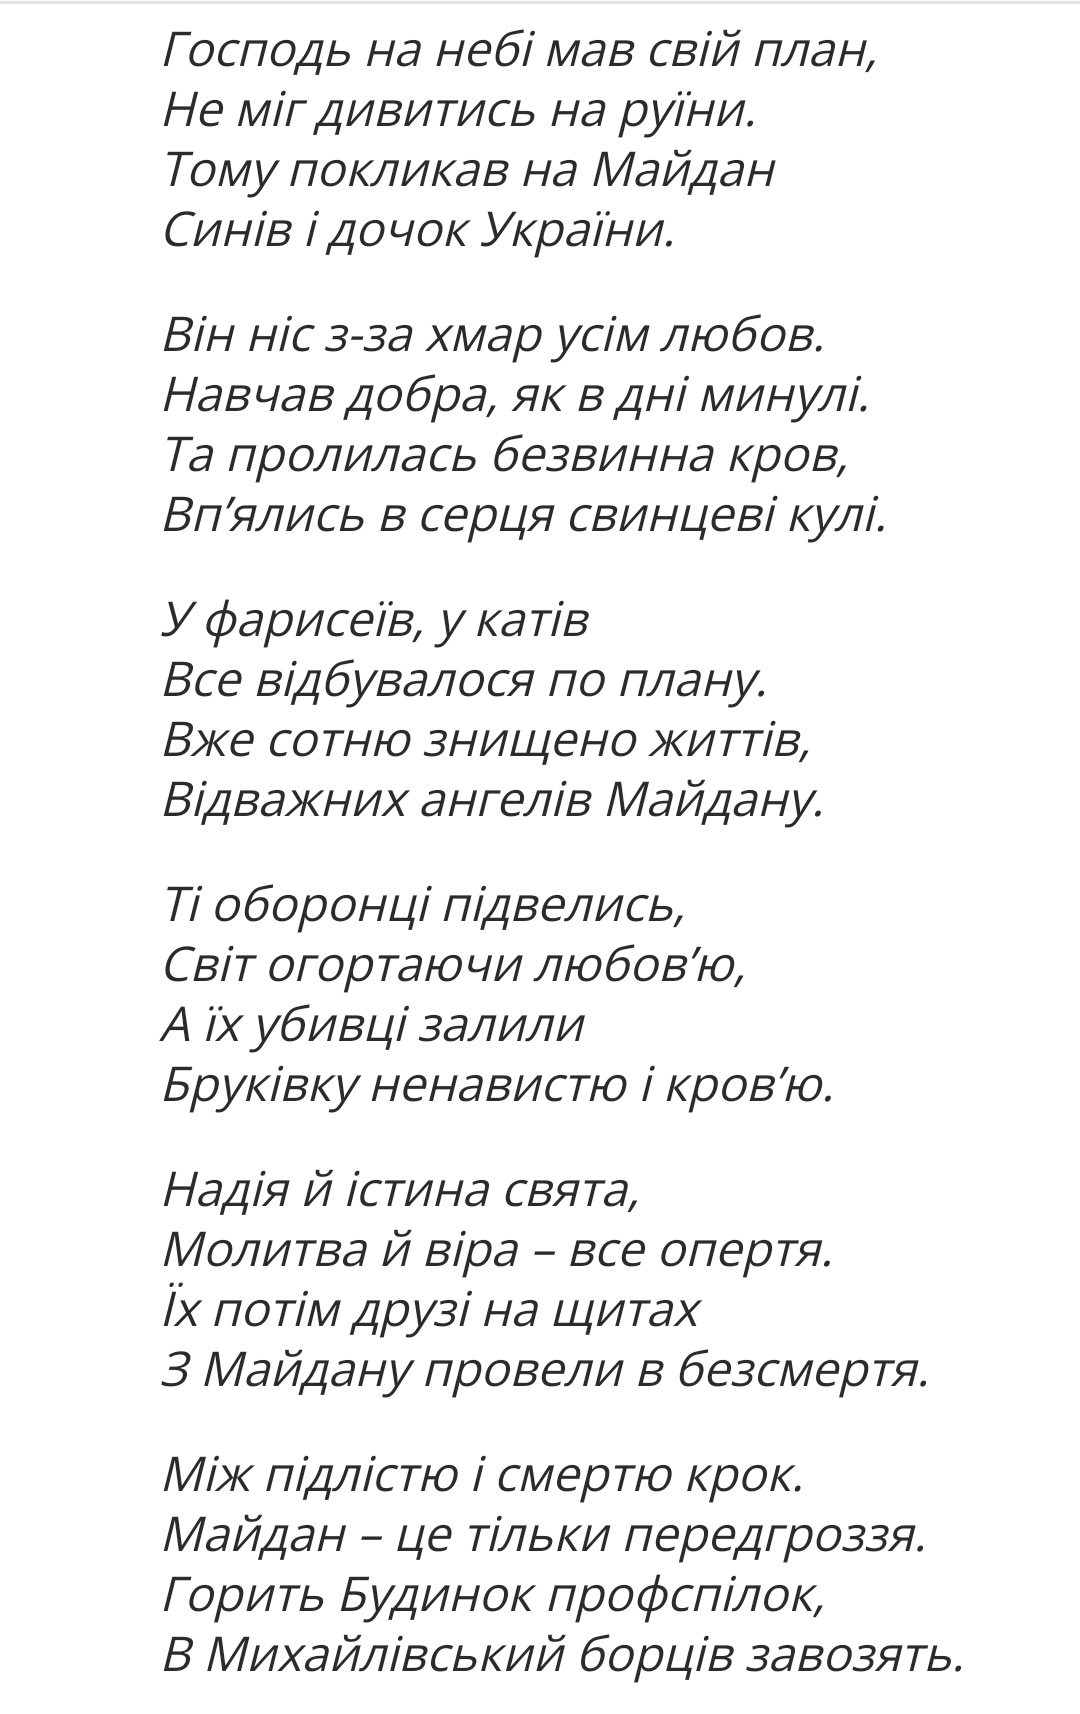 Господь на небі мав свій план,
Не міг дивитись на руїни.
Тому покликав на Майдан
Синів і дочок України.
Він ніс з-за хмар усім любов.
Навчав добра, як в дні минулі.
Та пролилась безвинна кров,
Вп’ялись в серця свинцеві кулі.
У фарисеїв, у катів
Все відбувалося по плану.
Вже сотню знищено життів,
Відважних ангелів Майдану.
Ті оборонці підвелись,
Світ огортаючи любов’ю,
А їх убивці залили
Бруківку ненавистю і кров’ю.
Надія й істина свята,
Молитва й віра – все опертя.
Їх потім друзі на щитах
З Майдану провели в безсмертя.
Між підлістю і смертю крок.
Майдан – це тільки передгроззя.
Горить Будинок профспілок,
В Михайлівський борців завозять.